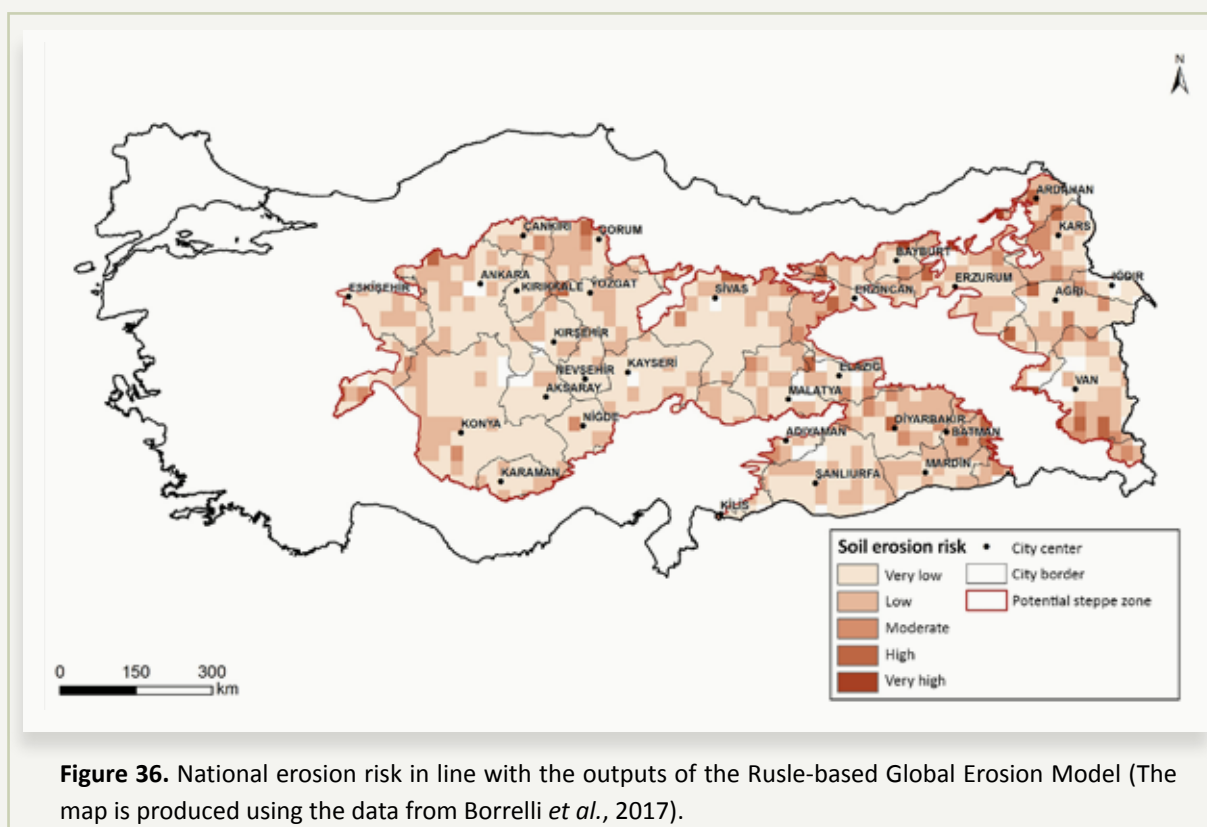 N
ARDAHAN
KARS
ÇANKIRI
ÇORUM
BAYBURT
ANKARA
ERZURUM
IĞDIR
ESKİŞEHİR
KIRIKKALE
YOZGAT
SİVAS
ERZİNCAN
AĞRI
KIRŞEHİR
KAYSERİ
ELAZIĞ
NEVŞEHİR
VAN
AKSARAY
MALATYA
KONYA
NİĞDE
DİYARBAKIR
BATMAN
ADIYAMAN
KARAMAN
ŞANLIURFA
MARDİN
KİLİS
Soil erosion risk
City center
Very low
City border
Low
Potential steppe zone
Moderate
High
Very high
0 150 300
km
Figure 36. National erosion risk in line with the outputs of the Rusle-based Global Erosion Model (The
map is produced using the data from Borrelli et al., 2017).